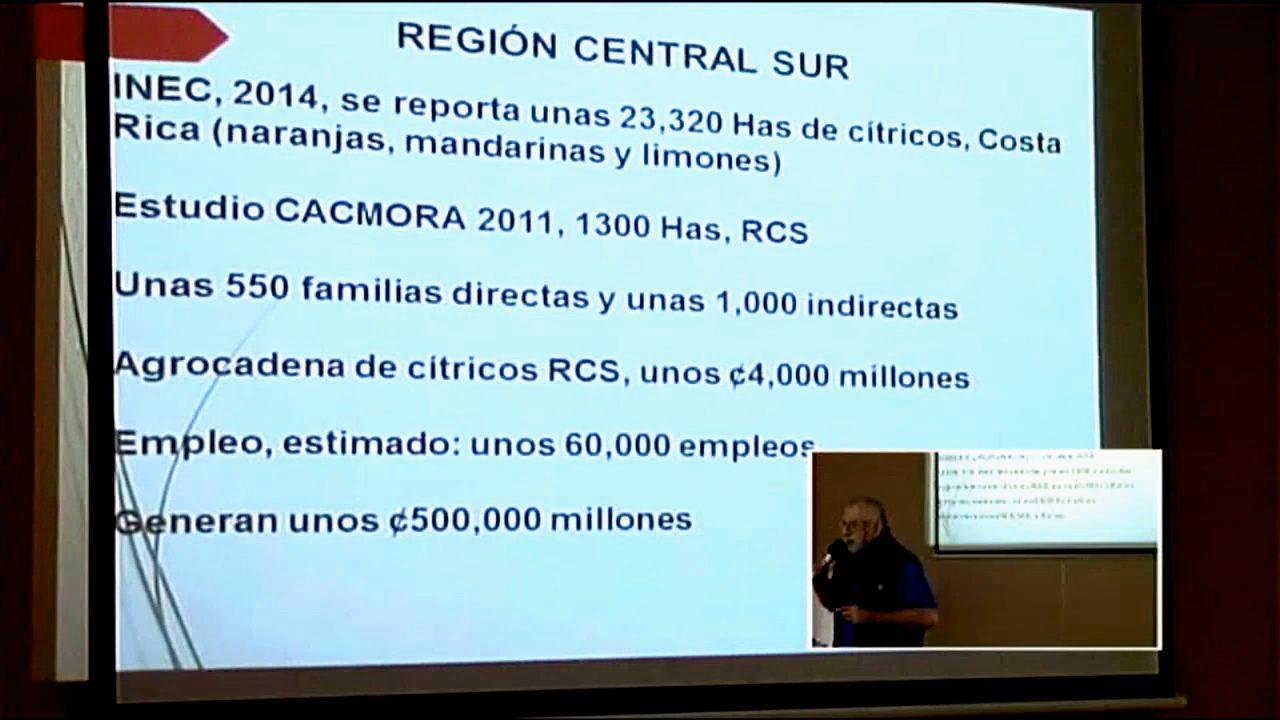 REGIÓN CENTRAL SUR
INEC, 2014, se reporta unas 23,320 Has de cítricos, Costa
Rica (naranjas, mandarinas y limones)
Estudio CACMORA 2011, 1300 Has, RCS
Unas 550 familias directas y unas 1,000 indirectas
Agrocadena de cítricos RCS, unos ¢4,000 millones
Empleo, estimado: unos 60,000 empleos
Generan unos ¢500,000 millones